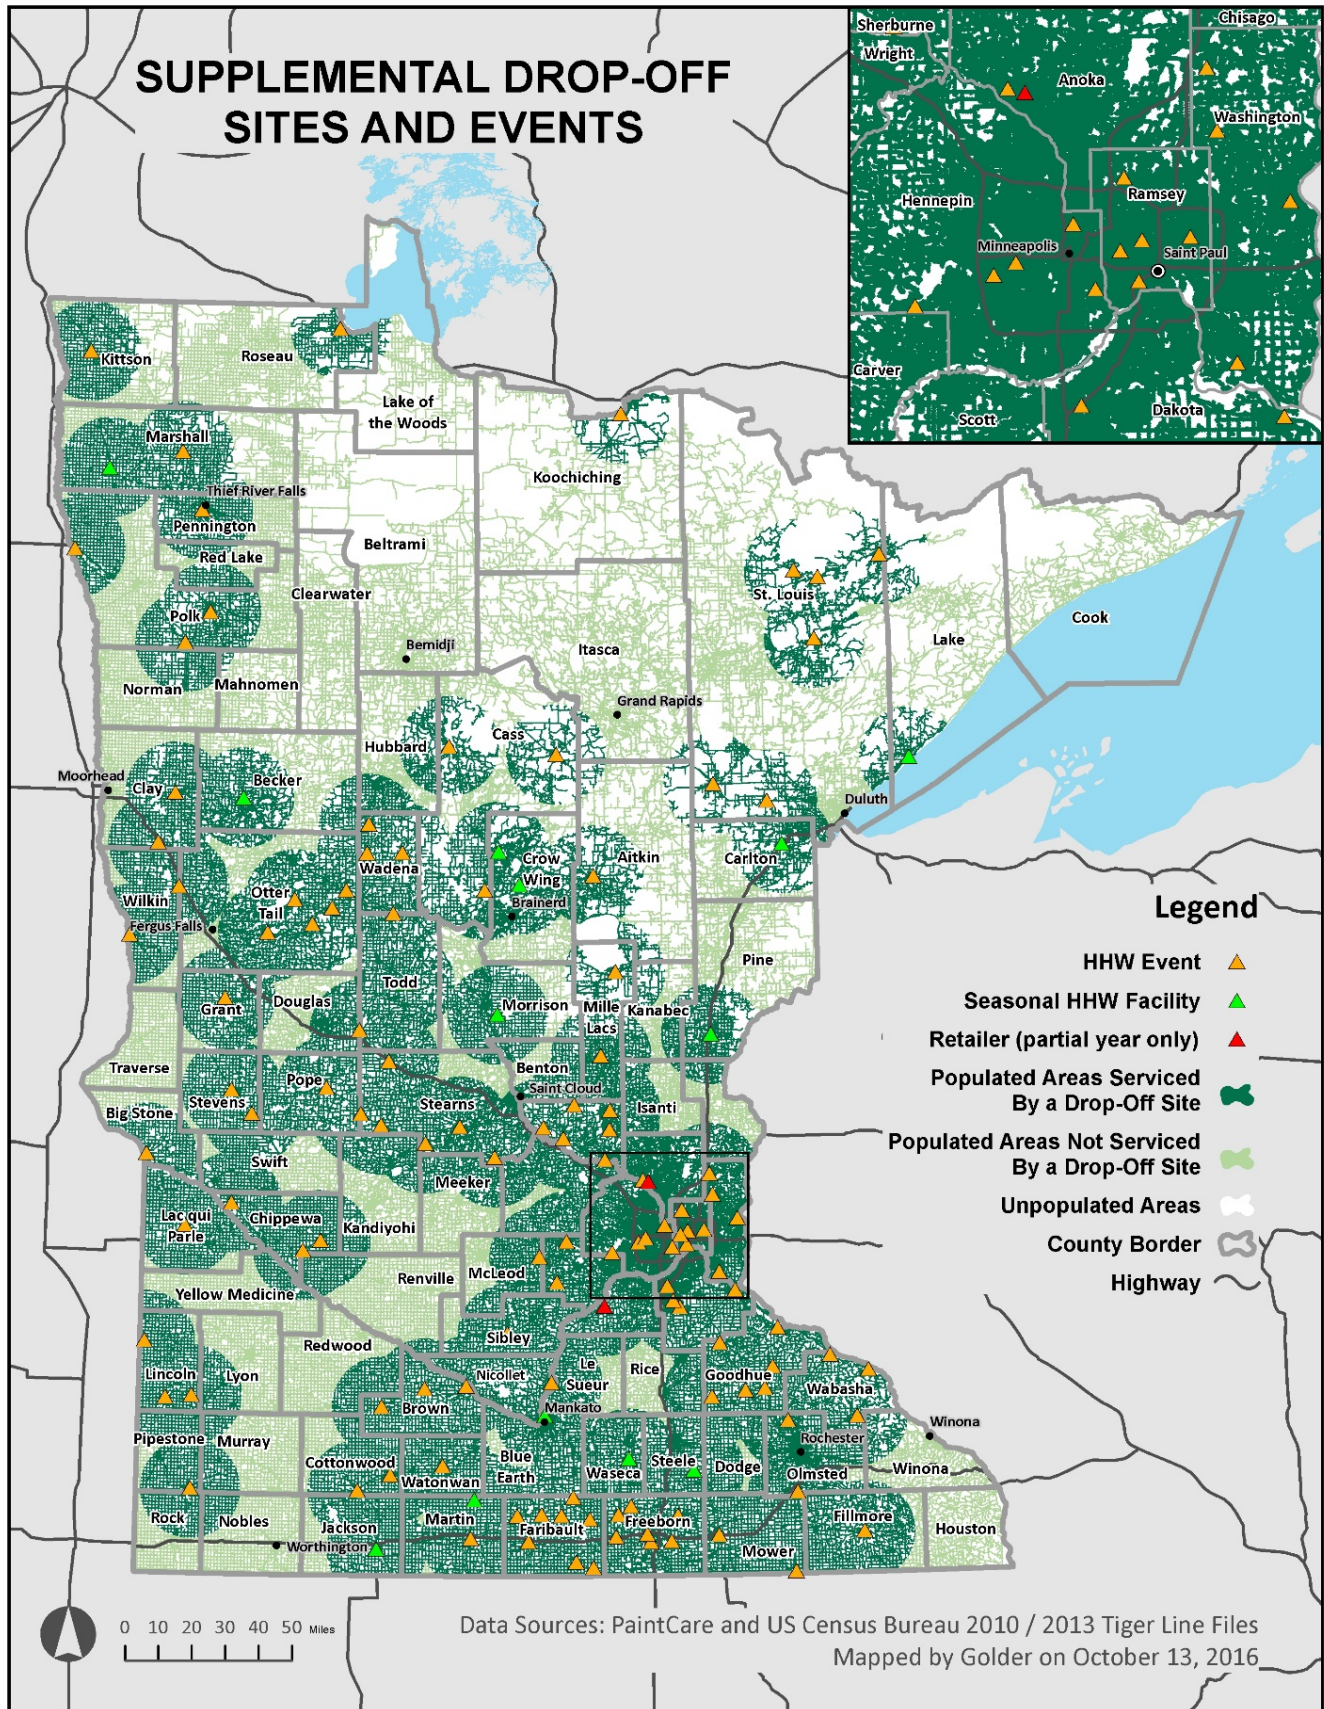 SUPPLEMENTAL DROP-OFF
SITES AND EVENTS
Sherburne
Chisago
Wright
Anoka
Washington
Hennepin
Ramsey
Minneapolis
Saint Paul
Carver
Scott
Dakota
Kittson
Roseau
Lake of
the Woods
Marshall
Koochiching
Thief River Falls
Pennington
Beltrami
Red Lake
Clearwater
St. Louis
Polk
Cook
Lake
Bemidji
Itasca
Norman
Mahnomen
Grand Rapids
Hubbard
Cass
Moorhead
Clay
Becker
Duluth
Wadena
Crow
Wing
Aitkin
Carlton
Otter
Tail
Wilkin
Brainerd
Fergus Falls
Pine
Todd
Grant
Douglas
Morrison
Mille
Lacs
Kanabec
Traverse
Benton
Pope
Saint Cloud
Stevens
Stearns
Big Stone
Isanti
Swift
Meeker
Lac qui
Parle
Chippewa
Kandiyohi
Renville
McLeod
Yellow Medicine
Redwood
Sibley
Lincoln
Lyon
Nicollet
Le
Sueur
Rice
Goodhue
Wabasha
Brown
Mankato
Winona
Pipestone
Murray
Rochester
Cottonwood
Watonwan
Blue
Earth
Waseca
Steele
Dodge
Olmsted
Winona
Rock
Nobles
Jackson
Martin
Faribault
Freeborn
Fillmore
Houston
Worthington
Mower
Legend
HHW Event
Seasonal HHW Facility
Retailer (partial year only)
Populated Areas Serviced
By a Drop-Off Site
Populated Areas Not Serviced
By a Drop-Off Site
Unpopulated Areas
County Border
Highway
0 10 20 30 40 50 Miles
Data Sources: PaintCare and US Census Bureau 2010 / 2013 Tiger Line Files
Mapped by Golder on October 13, 2016